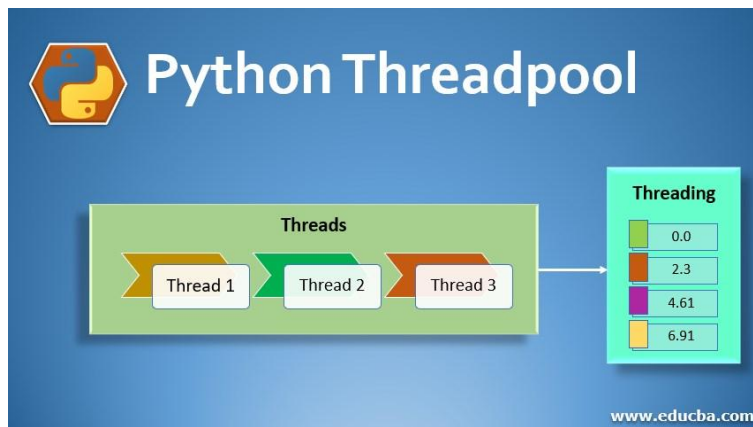 Python Threadpool
Threads
Thread 1
Thread 2
Thread 3
Threading
0.0
2.3
4.61
6.91
www.educba.com